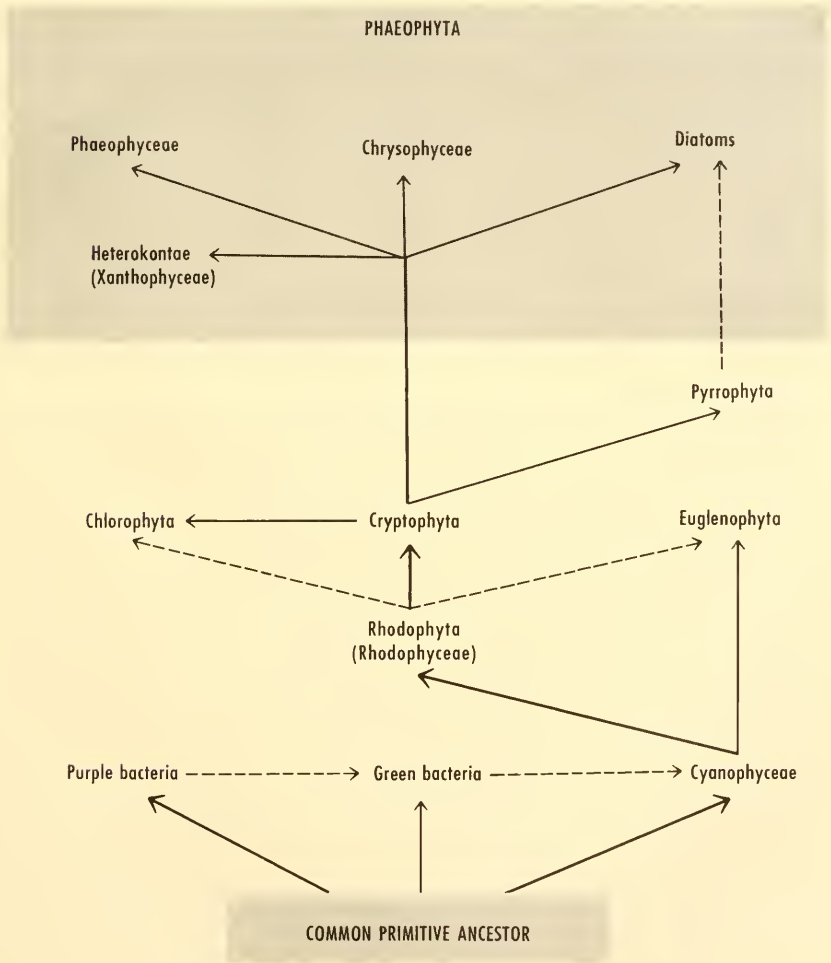 PHAEOPHYTA
Phaeophyceae
Chrysophyceae
Diatoms
Heterokontae
(Xanthophyceae)
Pyrrophyta
Chlorophyta
Cryptophyta
Euglenophyta
Rhodophyta
(Rhodophyceae)
Purple bacteria
Green bacteria
Cyanophyceae
COMMON PRIMITIVE ANCESTOR